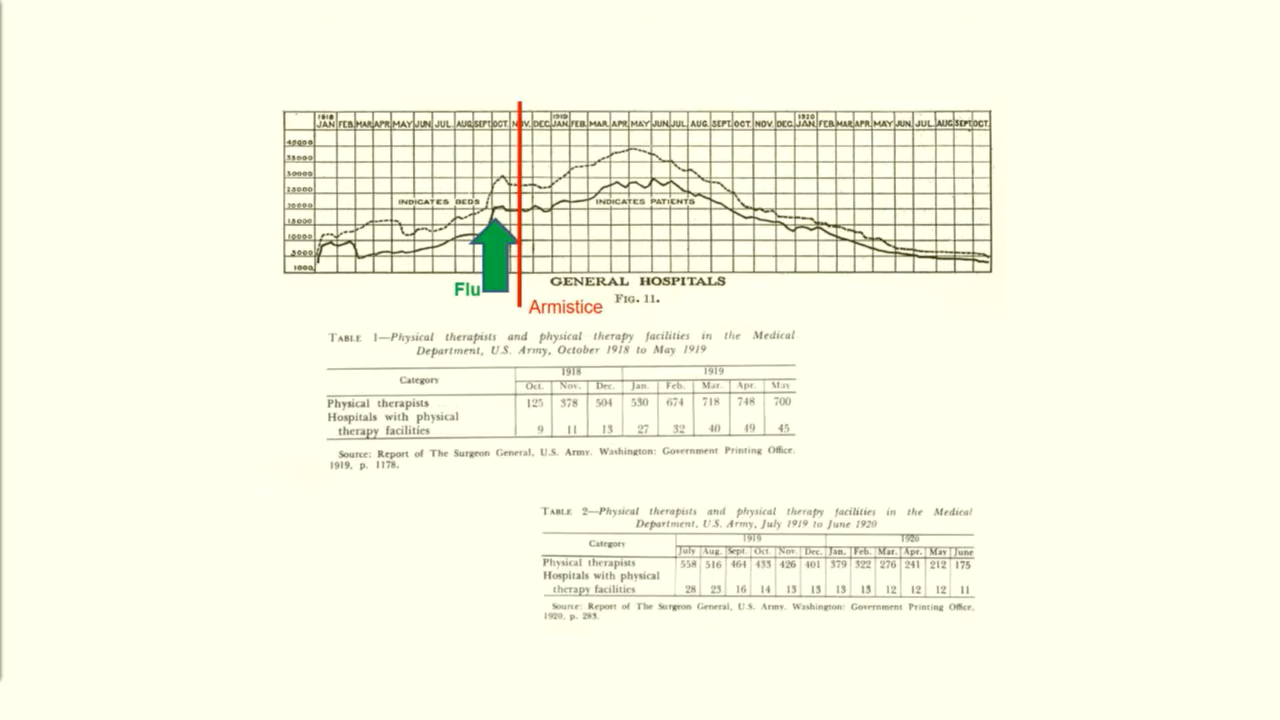 1918 1919 1920
JAN. FEB. MAR. APR. MAY JUN. JUL. AUG. SEPT. OCT. NOV. DEC. JAN. FEB. MAR. APR. MAY JUN. JUL. AUG. SEPT. OCT. NOV. DEC. JAN. FEB. MAR. APR. MAY JUN. JUL. AUG. SEPT. OCT.
35000
30000
25000
20000
INDICATES BEDS INDICATES PATIENTS
15000
10000
5000
1000
GENERAL HOSPITALS
Flu
FIG. 11.
Armistice
TABLE 1—Physical therapists and physical therapy facilities in the Medical
Department, U.S. Army, October 1918 to May 1919
Category 1918 1919
Oct. Nov. Dec. Jan. Feb. Mar. Apr. May
Physical therapists 125 378 504 530 674 718 748 700
Hospitals with physical
therapy facilities 9 11 13 27 32 40 49 45
Source: Report of The Surgeon General, U.S. Army. Washington: Government Printing Office.
1919, p. 1178.
TABLE 2—Physical therapists and physical therapy facilities in the Medical
Department, U.S. Army, July 1919 to June 1920
Category 1919 1920
July Aug. Sept. Oct. Nov. Dec. Jan. Feb. Mar. Apr. May June
Physical therapists 558 516 464 433 426 401 379 322 276 241 212 175
Hospitals with physical
therapy facilities 28 23 16 14 13 13 13 13 12 12 12 11
Source: Report of The Surgeon General, U.S. Army. Washington: Government Printing Office,
1920, p. 283.